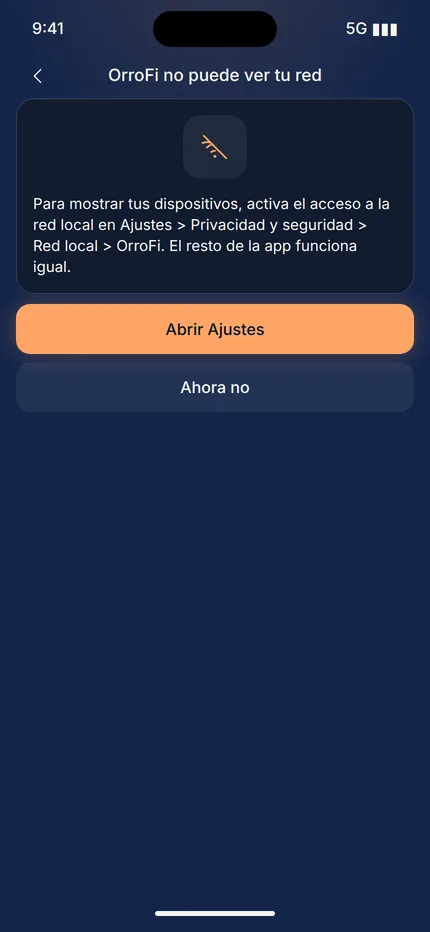 9:41
5G
OrroFi no puede ver tu red
Para mostrar tus dispositivos, activa el acceso a la
red local en Ajustes > Privacidad y seguridad >
Red local > OrroFi. El resto de la app funciona
igual.
Abrir Ajustes
Ahora no